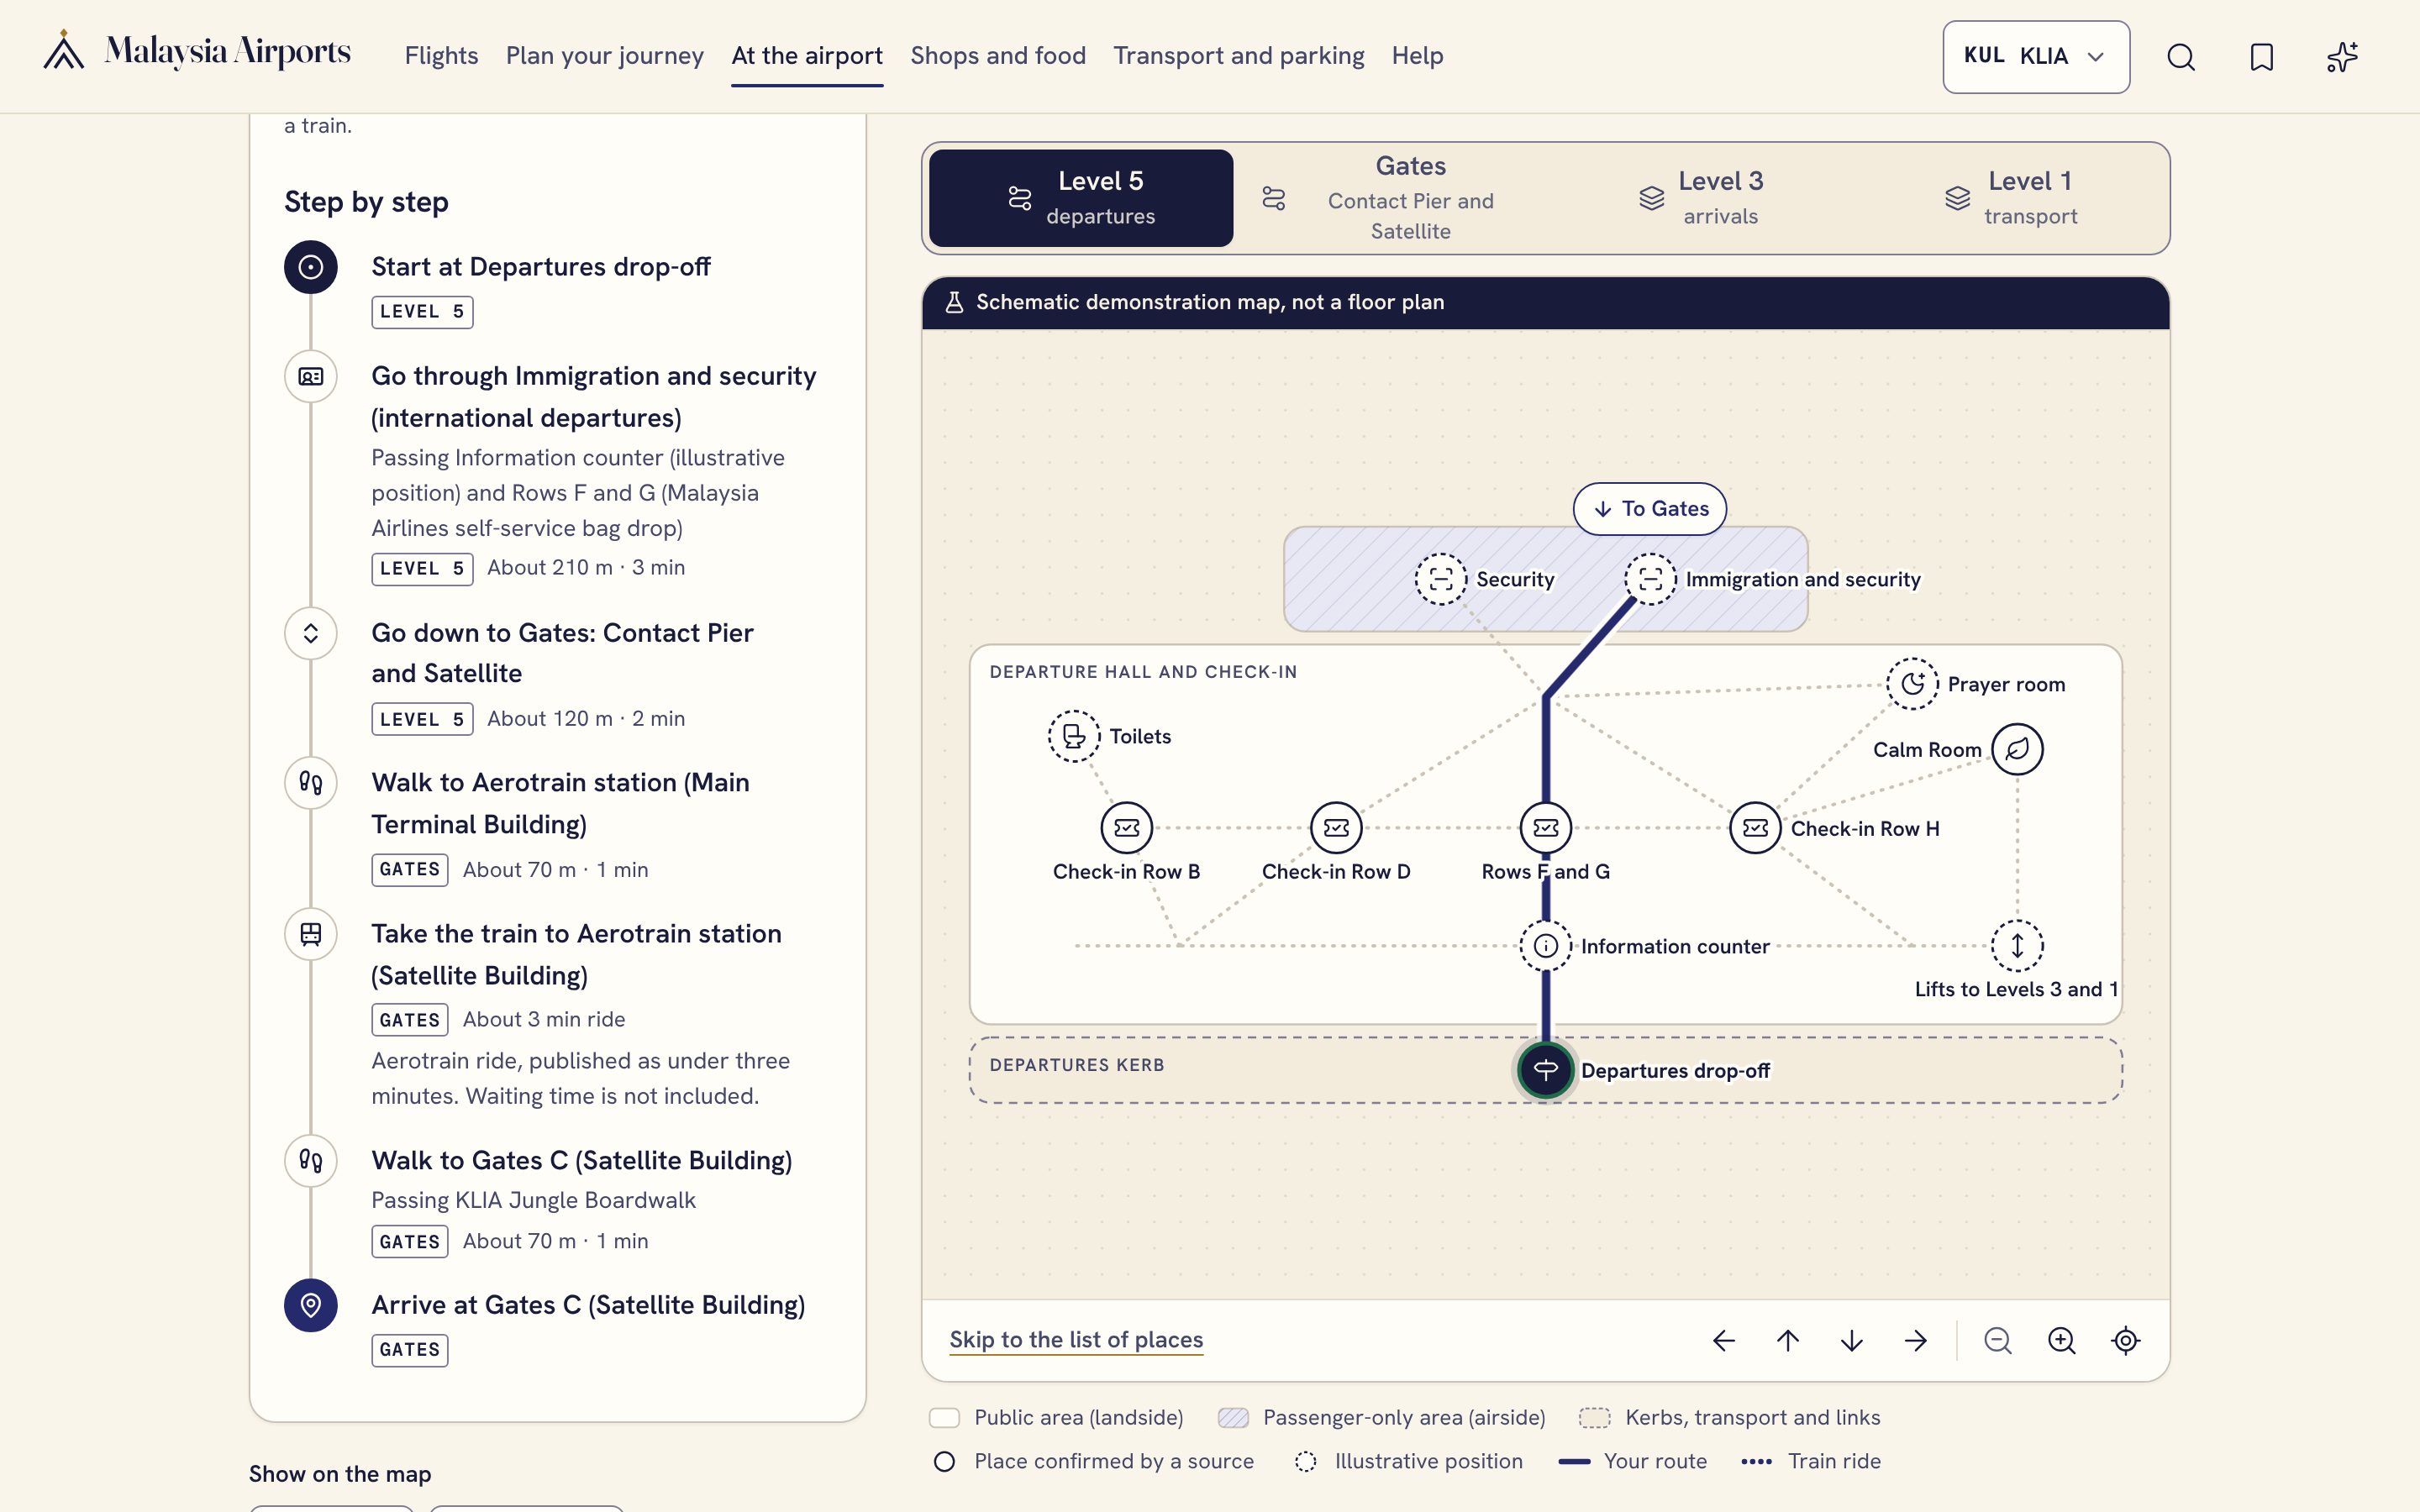 Malaysia Airports
Flights
Plan your journey
At the airport
Shops and food
Transport and parking
Help
KUL KLIA
a train.
Step by step
Start at Departures drop-off
LEVEL 5
Go through Immigration and security
(international departures)
Passing Information counter (illustrative
position) and Rows F and G (Malaysia
Airlines self-service bag drop)
LEVEL 5 About 210 m · 3 min
Go down to Gates: Contact Pier
and Satellite
LEVEL 5 About 120 m · 2 min
Walk to Aerotrain station (Main
Terminal Building)
GATES About 70 m · 1 min
Take the train to Aerotrain station
(Satellite Building)
GATES About 3 min ride
Aerotrain ride, published as under three
minutes. Waiting time is not included.
Walk to Gates C (Satellite Building)
Passing KLIA Jungle Boardwalk
GATES About 70 m · 1 min
Arrive at Gates C (Satellite Building)
GATES
Show on the map
Level 5
departures
Gates
Contact Pier and
Satellite
Level 3
arrivals
Level 1
transport
Schematic demonstration map, not a floor plan
To Gates
Security
Immigration and security
DEPARTURE HALL AND CHECK-IN
Prayer room
Toilets
Calm Room
Check-in Row H
Check-in Row B
Check-in Row D
Rows F and G
Information counter
Lifts to Levels 3 and 1
DEPARTURES KERB
Departures drop-off
Skip to the list of places
Public area (landside)
Passenger-only area (airside)
Kerbs, transport and links
Place confirmed by a source
Illustrative position
Your route
Train ride